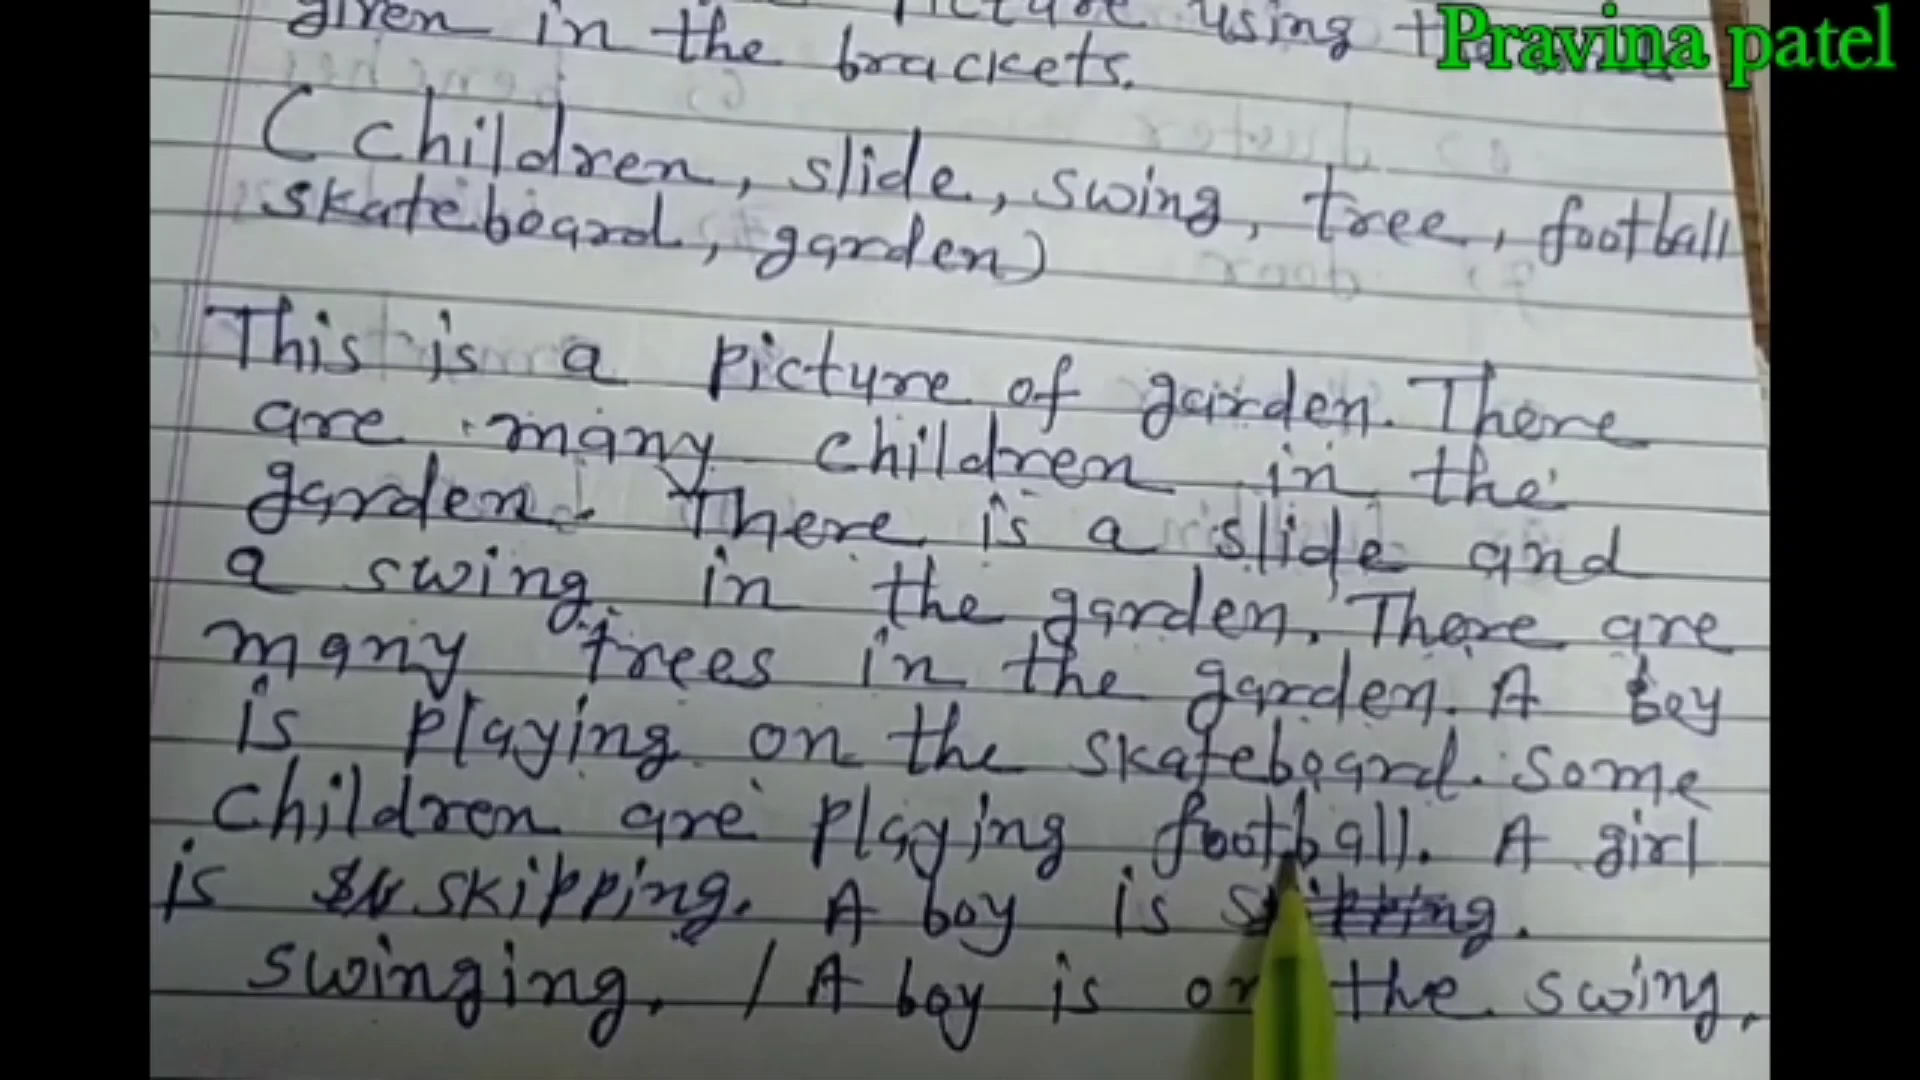 Pravina patel
Picture using the
given in the brackets.
(children, slide, swing, tree, football
skateboard, garden)
This is a picture of garden. There
are many children in the
garden. There is a slide and
a swing in the garden. There are
many trees in the garden. A boy
is playing on the skateboard. Some
children are playing football. A girl
is skipping. A boy is
swinging. / A boy is on the swing.